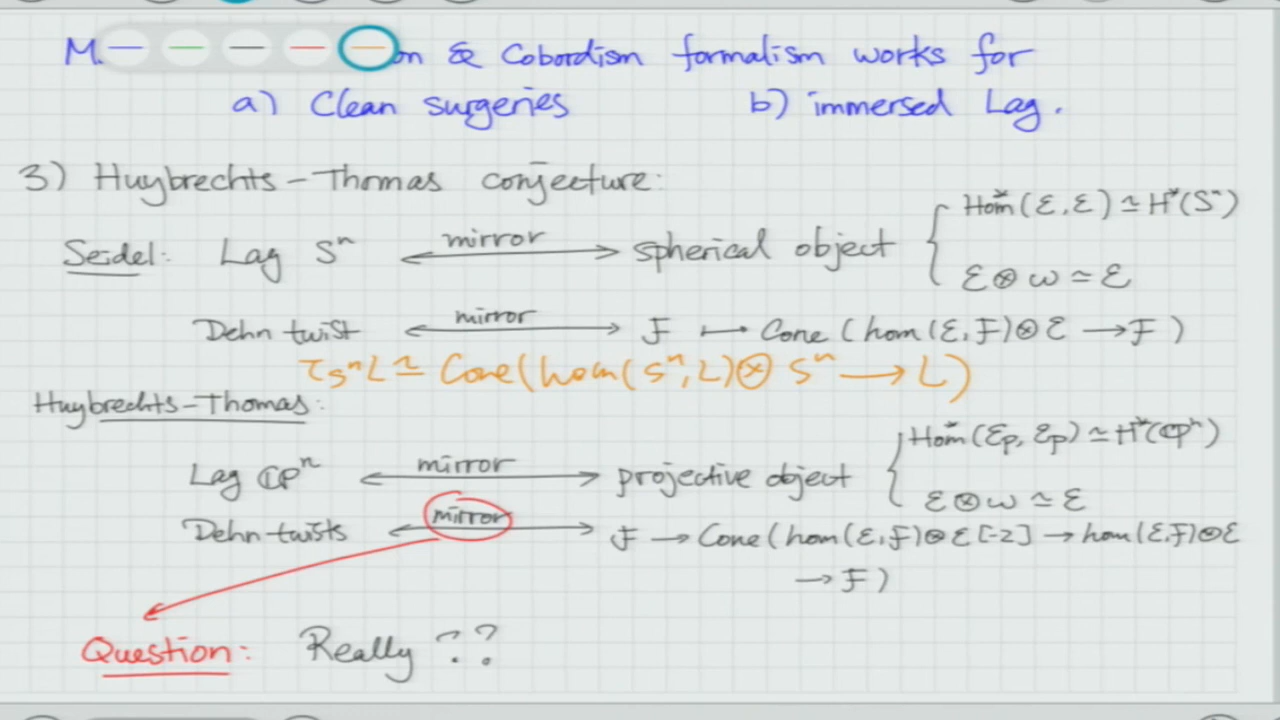 M. on & Cobordism formalism works for
a) Clean surgeries b) immersed Lag.
3) Huybrechts-Thomas conjecture:
Hom*(ℰ,ℰ) ≃ H*(Sⁿ)
Seidel: Lag Sⁿ ⟷ mirror spherical object
ℰ⊗ω ≃ ℰ
Dehn twist ⟷ mirror F ⟼ Cone(hom(ℰ,F)⊗ℰ → F)
τSⁿL ≃ Cone(hom(Sⁿ,L)⊗Sⁿ → L)
Huybrechts-Thomas:
Hom*(ℰp,ℰp) ≃ H*(ℂPⁿ)
Lag ℂPⁿ ⟷ mirror projective object
ℰ⊗ω ≃ ℰ
Dehn-twists ⟷ mirror F → Cone(hom(ℰ,F)⊗ℰ[-2] → hom(ℰ,F)⊗ℰ
→ F)
Question: Really ??